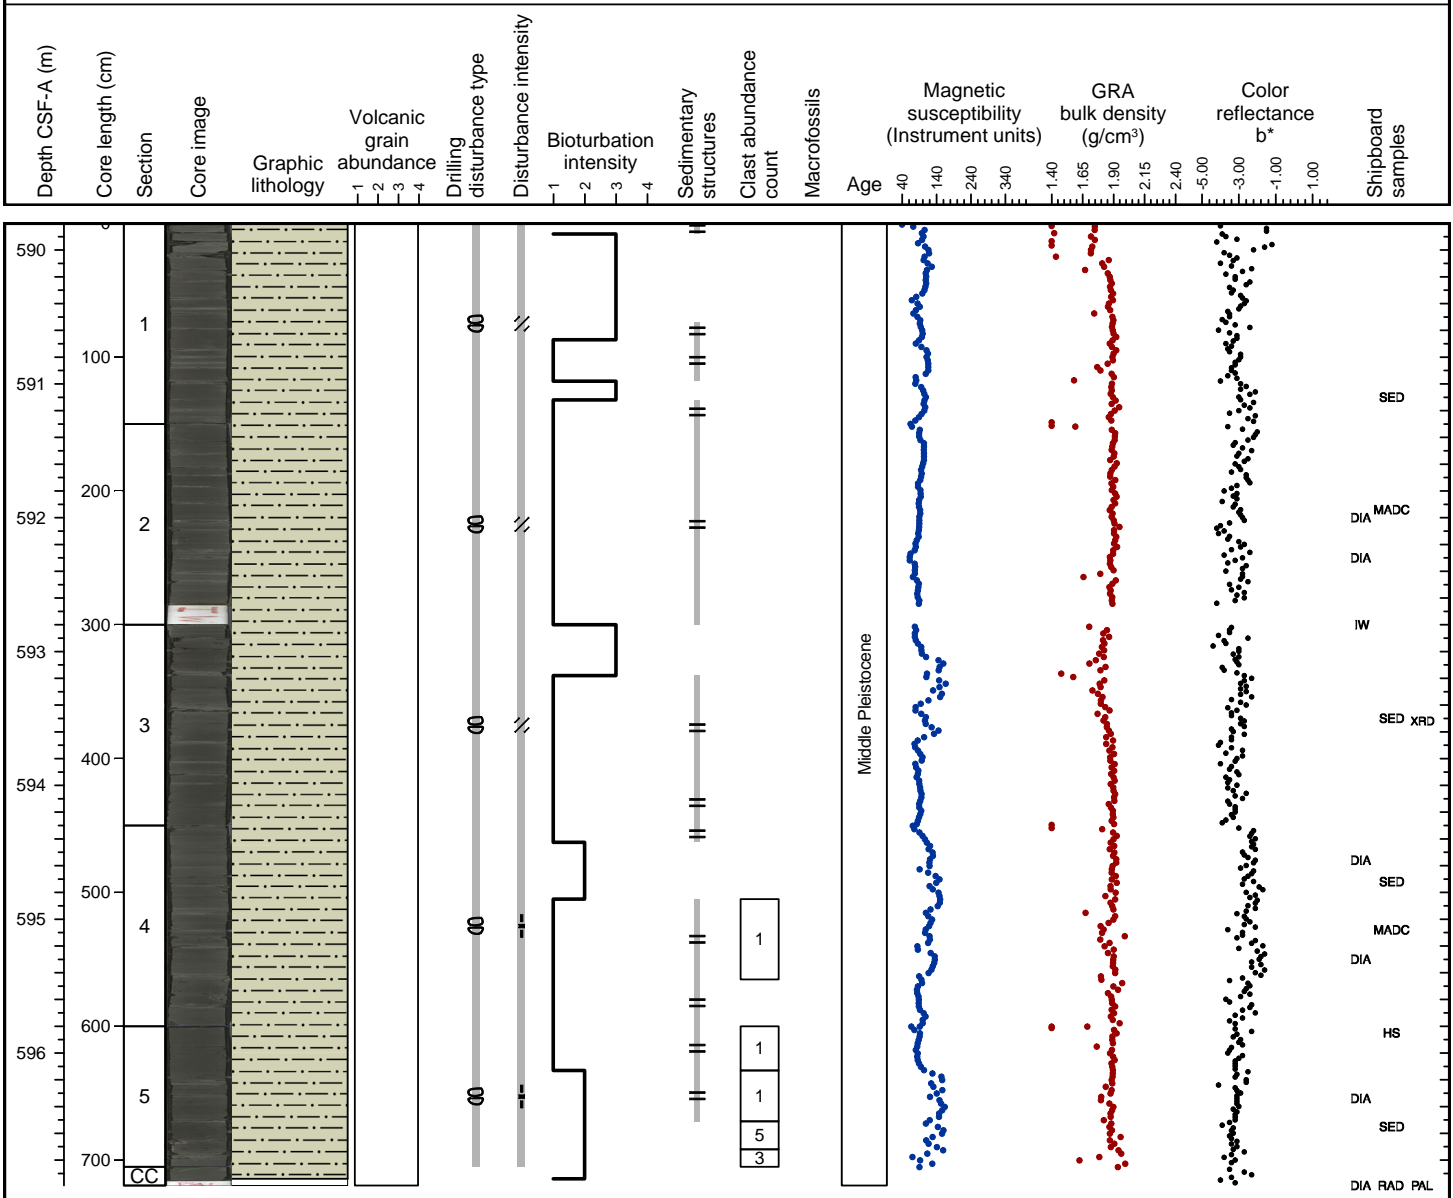 Depth CSF-A (m)
Core length (cm)
Section
Core image
Graphic
lithology
Volcanic
grain
abundance
1 2 3 4
Drilling
disturbance type
Disturbance intensity
Bioturbation
intensity
1 2 3 4
Sedimentary
structures
Clast abundance
count
Macrofossils
Age
Magnetic
susceptibility
(Instrument units)
40 140 240 340
GRA
bulk density
(g/cm³)
1.40 1.65 1.90 2.15 2.40
Color
reflectance
b*
-5.00 -3.00 -1.00 1.00
Shipboard
samples
590
1
100
591
SED
200
592
2
MADC
DIA
DIA
300
IW
593
Middle Pleistocene
3
SED XRD
400
594
DIA
500
SED
595
4
1
MADC
DIA
600
HS
596
1
5
1
DIA
5
SED
700
3
CC
DIA RAD PAL